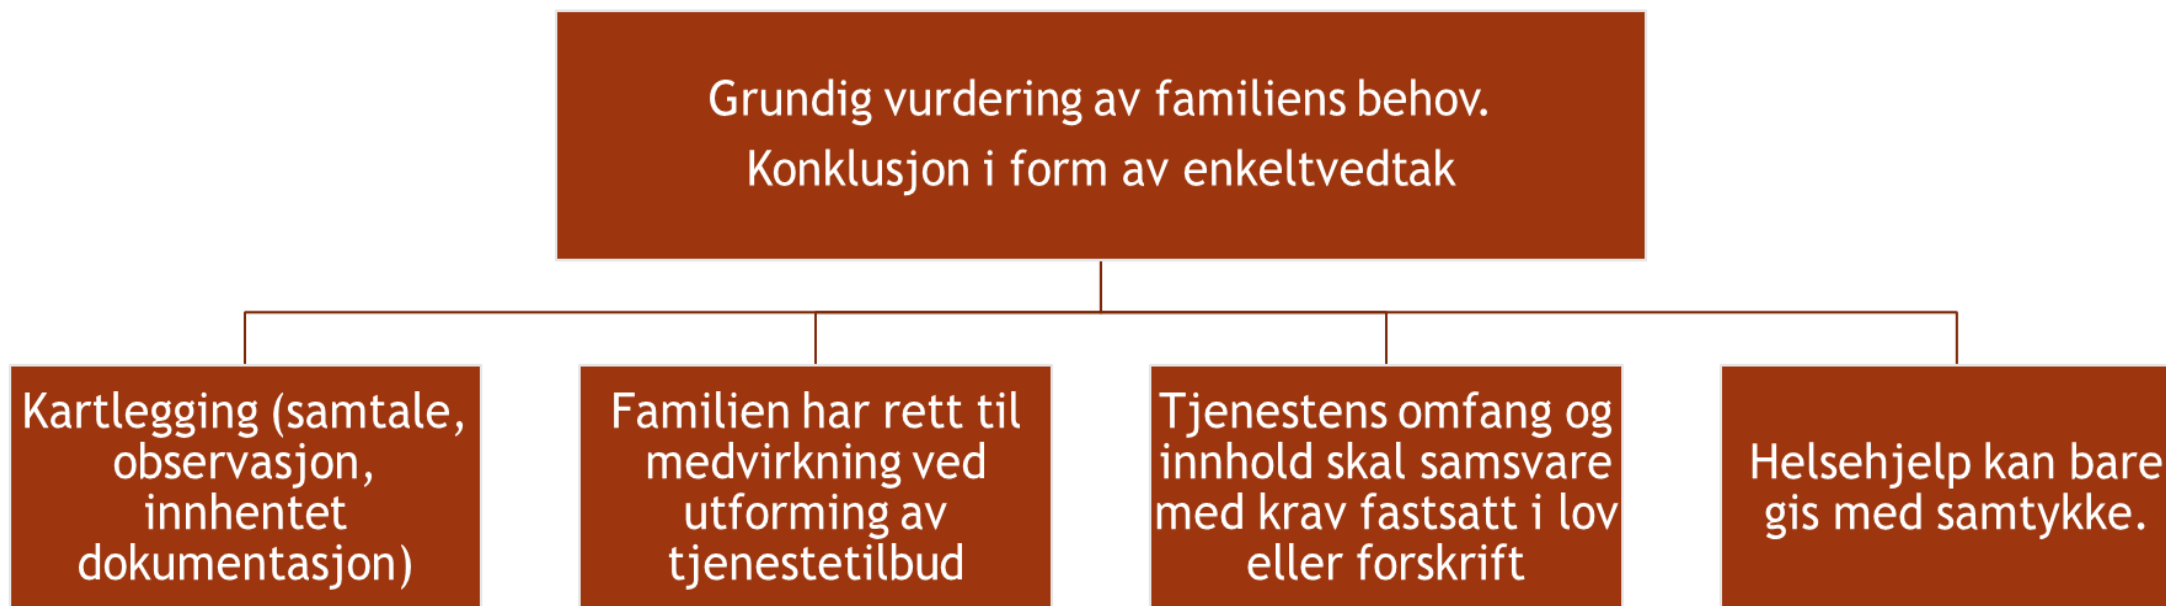 Grundig vurdering av familiens behov.
Konklusjon i form av enkeltvedtak
Kartlegging (samtale,
observasjon,
innhentet
dokumentasjon)
Familien har rett til
medvirkning ved
utforming av
tjenestetilbud
Tjenestens omfang og
innhold skal samsvare
med krav fastsatt i lov
eller forskrift
Helsehjelp kan bare
gis med samtykke.